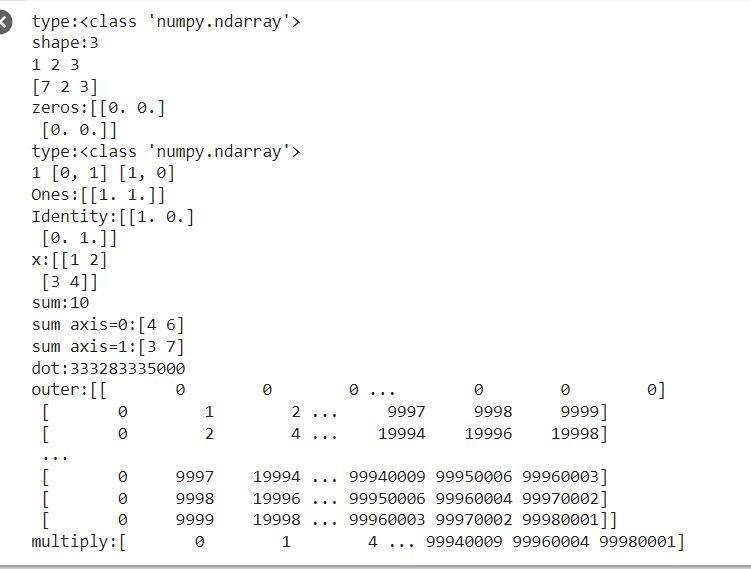 type:<class 'numpy.ndarray'>
shape:3
1 2 3
[7 2 3]
zeros:[[0. 0.]
 [0. 0.]]
type:<class 'numpy.ndarray'>
1 [0, 1] [1, 0]
Ones:[[1. 1.]]
Identity:[[1. 0.]
 [0. 1.]]
x:[[1 2]
 [3 4]]
sum:10
sum axis=0:[4 6]
sum axis=1:[3 7]
dot:333283335000
outer:[[       0        0        0 ...        0        0        0]
 [       0        1        2 ...     9997     9998     9999]
 [       0        2        4 ...    19994    19996    19998]
 ...
 [       0     9997    19994 ... 99940009 99950006 99960003]
 [       0     9998    19996 ... 99950006 99960004 99970002]
 [       0     9999    19998 ... 99960003 99970002 99980001]]
multiply:[       0        1        4 ... 99940009 99960004 99980001]